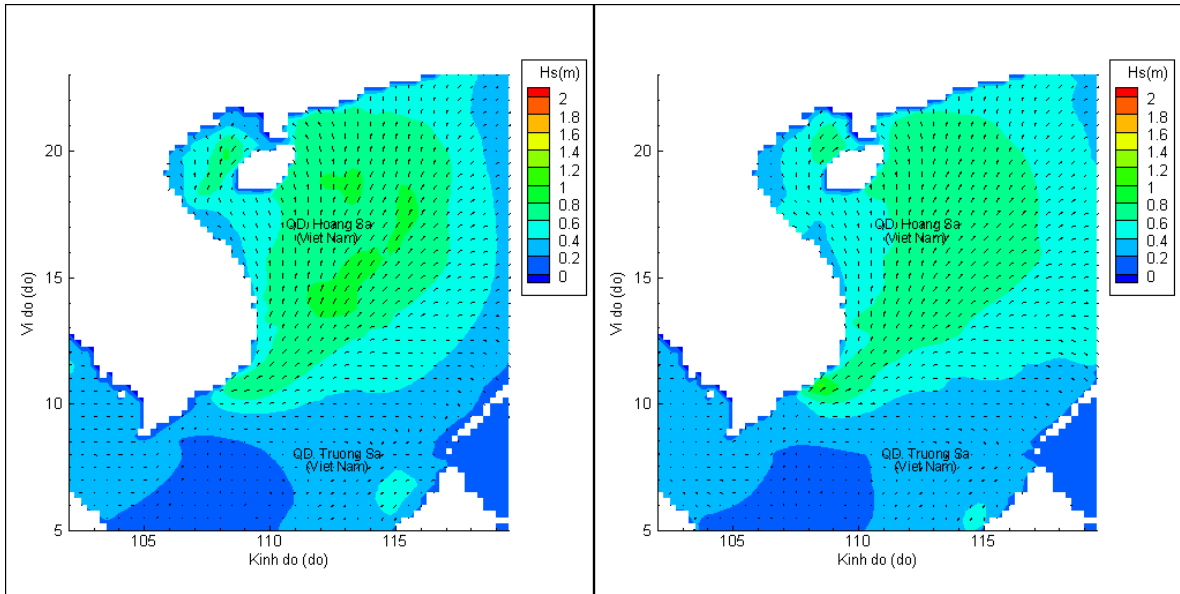 Hs(m)
2
1.8
1.6
1.4
1.2
1
0.8
0.6
0.4
0.2
0
20
15
10
5
Vi do (do)
QD. Hoang Sa
(Viet Nam)
QD. Truong Sa
(Viet Nam)
105
110
115
Kinh do (do)
Hs(m)
2
1.8
1.6
1.4
1.2
1
0.8
0.6
0.4
0.2
0
20
15
10
5
Vi do (do)
QD. Hoang Sa
(Viet Nam)
QD. Truong Sa
(Viet Nam)
105
110
115
Kinh do (do)